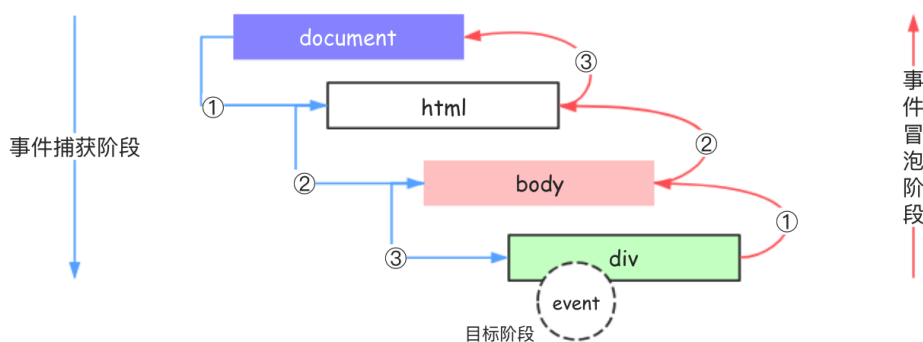 document
③
①
html
事件捕获阶段
②
②
body
①
③
div
event
目标阶段
事件冒泡阶段